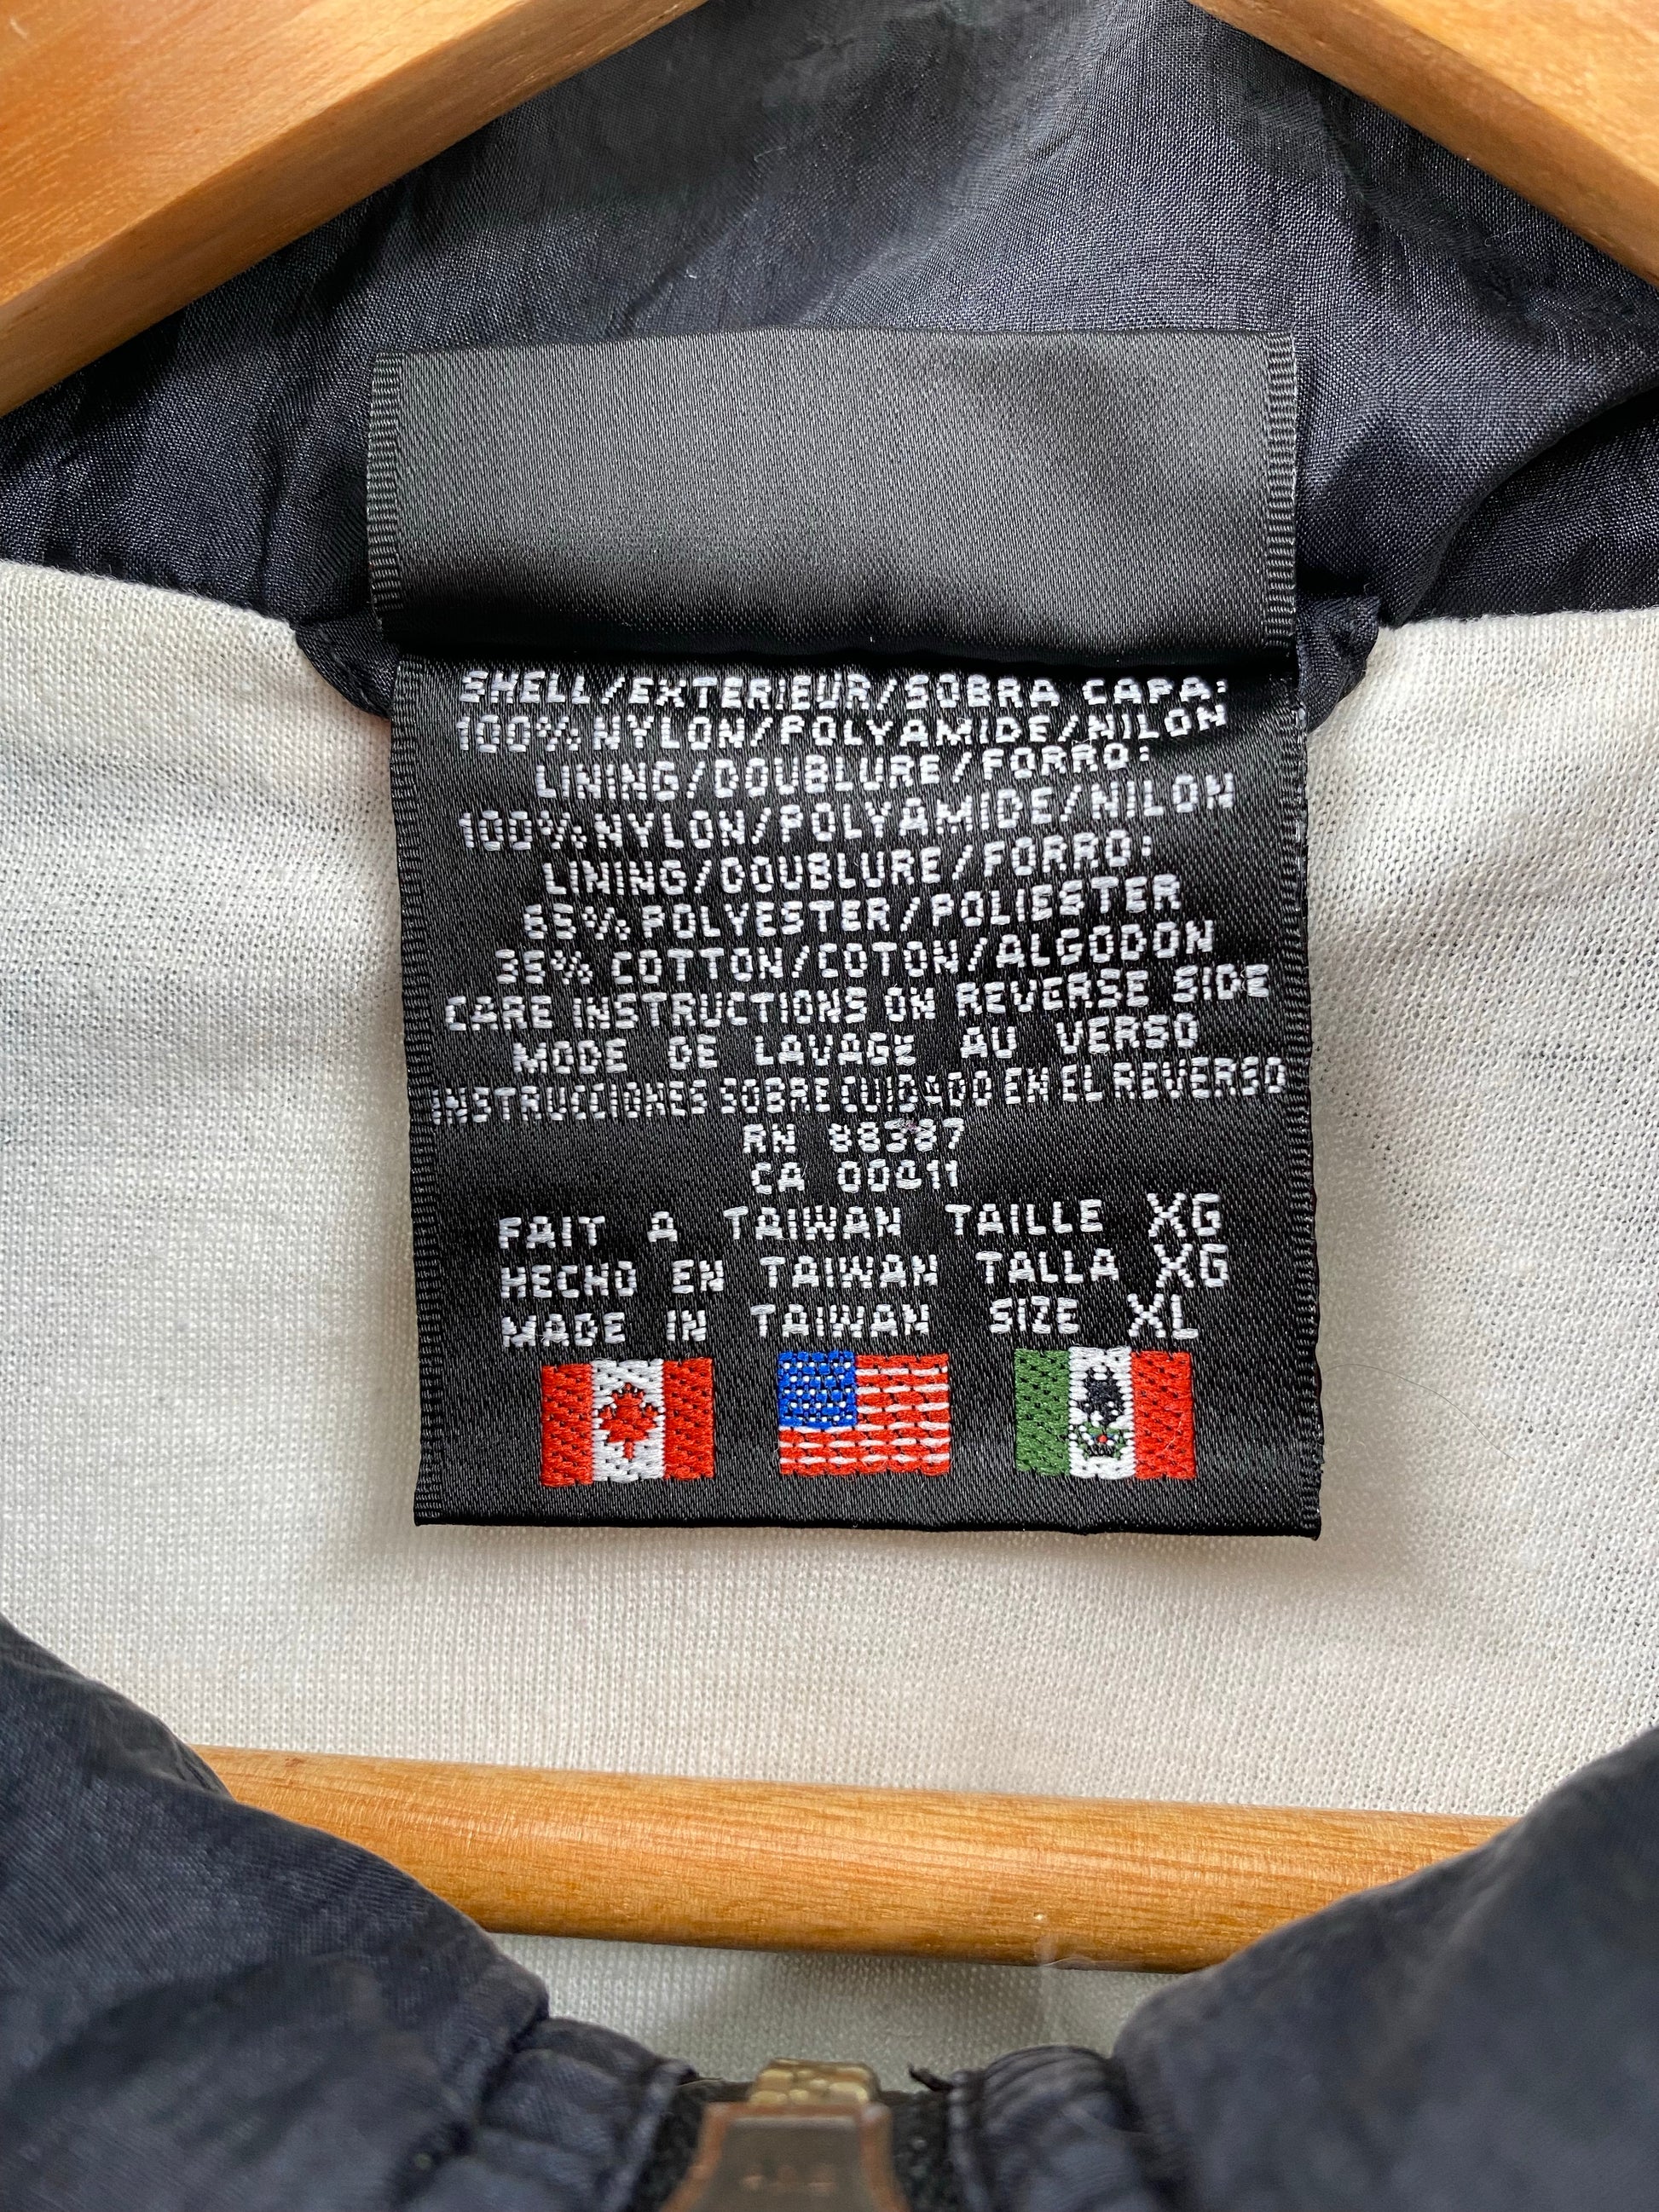 SHELL/EXTERIEUR/SOBRA CAPA:
100% NYLON/POLYAMIDE/NILON
LINING/DOUBLURE/FORRO:
100% NYLON/POLYAMIDE/NILON
LINING/DOUBLURE/FORRO:
65% POLYESTER/POLIESTER
35% COTTON/COTON/ALGODON
CARE INSTRUCTIONS ON REVERSE SIDE
MODE DE LAVAGE AU VERSO
INSTRUCCIONES SOBRE CUIDADO EN EL REVERSO
RN 88387
CA 00411
FAIT A TAIWAN TAILLE XG
HECHO EN TAIWAN TALLA XG
MADE IN TAIWAN SIZE XL